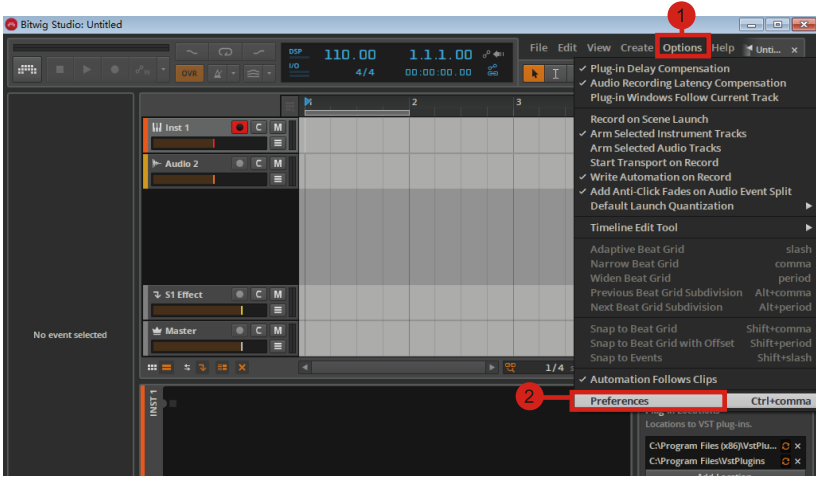 Bitwig Studio: Untitled
1
File Edit View Create Options Help Unti... x
DSP
I/O
110.00
4/4
1.1.1.00
00:00:00.00
OVR
Plug-in Delay Compensation
Audio Recording Latency Compensation
Plug-in Windows Follow Current Track
Record on Scene Launch
Arm Selected Instrument Tracks
Arm Selected Audio Tracks
Start Transport on Record
Write Automation on Record
Add Anti-Click Fades on Audio Event Split
Default Launch Quantization
Timeline Edit Tool
Adaptive Beat Grid slash
Narrow Beat Grid comma
Widen Beat Grid period
Previous Beat Grid Subdivision Alt+comma
Next Beat Grid Subdivision Alt+period
Snap to Beat Grid Shift+comma
Snap to Beat Grid with Offset Shift+period
Snap to Events Shift+slash
Automation Follows Clips
2
Preferences Ctrl+comma
2
3
Inst 1 C M
Audio 2 C M
S1 Effect C M
Master C M
No event selected
1/4
INST 1
Locations to VST plug-ins.
C:\Program Files (x86)\VstPlu... x
C:\Program Files\VstPlugins x